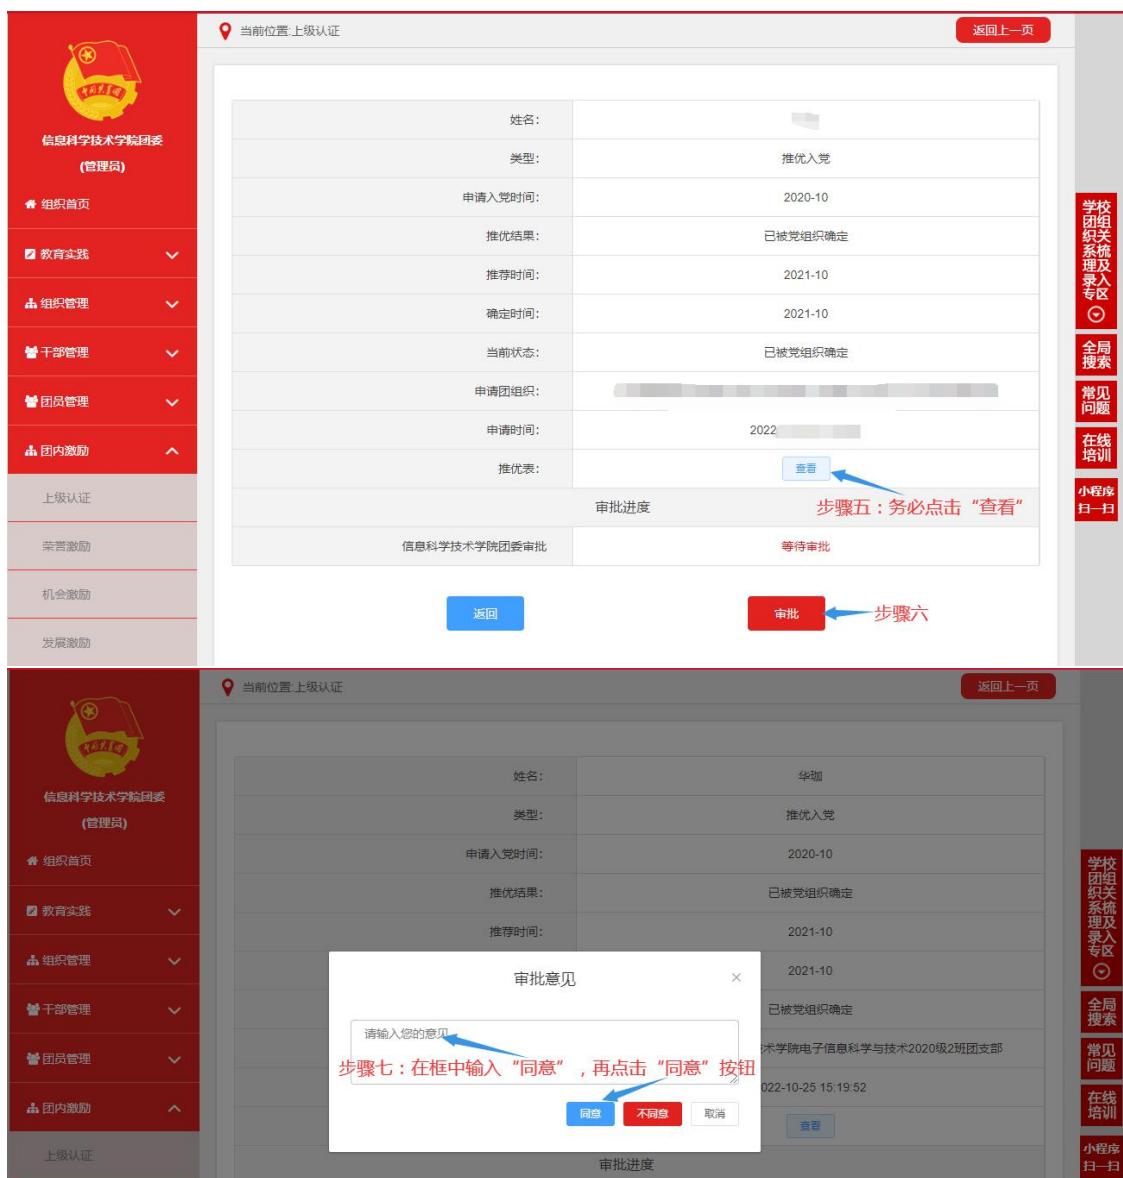 当前位置:上级认证
返回上一页
信息科学技术学院团委
(管理员)
组织首页
教育实践
组织管理
干部管理
团员管理
团内激励
上级认证
荣誉激励
机会激励
发展激励
姓名：
类型：
推优入党
申请入党时间：
2020-10
推优结果：
已被党组织确定
推荐时间：
2021-10
确定时间：
2021-10
当前状态：
已被党组织确定
申请团组织：
申请时间：
2022
推优表：
查看
步骤五：务必点击“查看”
审批进度
信息科学技术学院团委审批
等待审批
返回
审批
步骤六
学校团组织关系梳理及录入专区
全局搜索
常见问题
在线培训
小程序扫一扫
当前位置:上级认证
返回上一页
信息科学技术学院团委
(管理员)
组织首页
教育实践
组织管理
干部管理
团员管理
团内激励
上级认证
姓名：
华珈
类型：
推优入党
申请入党时间：
2020-10
推优结果：
已被党组织确定
推荐时间：
2021-10
2021-10
已被党组织确定
技术学院电子信息科学与技术2020级2班团支部
2022-10-25 15:19:52
查看
审批进度
审批意见
请输入您的意见
步骤七：在框中输入“同意”，再点击“同意”按钮
同意
不同意
取消
学校团组织关系梳理及录入专区
全局搜索
常见问题
在线培训
小程序扫一扫